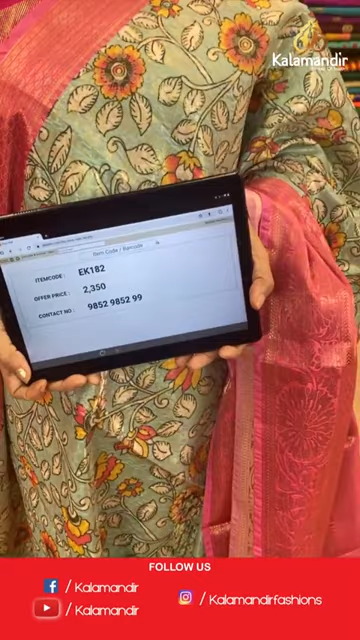 Kalamandir
Item Code / Barcode
ITEMCODE : EK182
OFFER PRICE : 2,350
CONTACT NO : 9852 9852 99
FOLLOW US
/ Kalamandir
/ Kalamandirfashions
/ Kalamandir